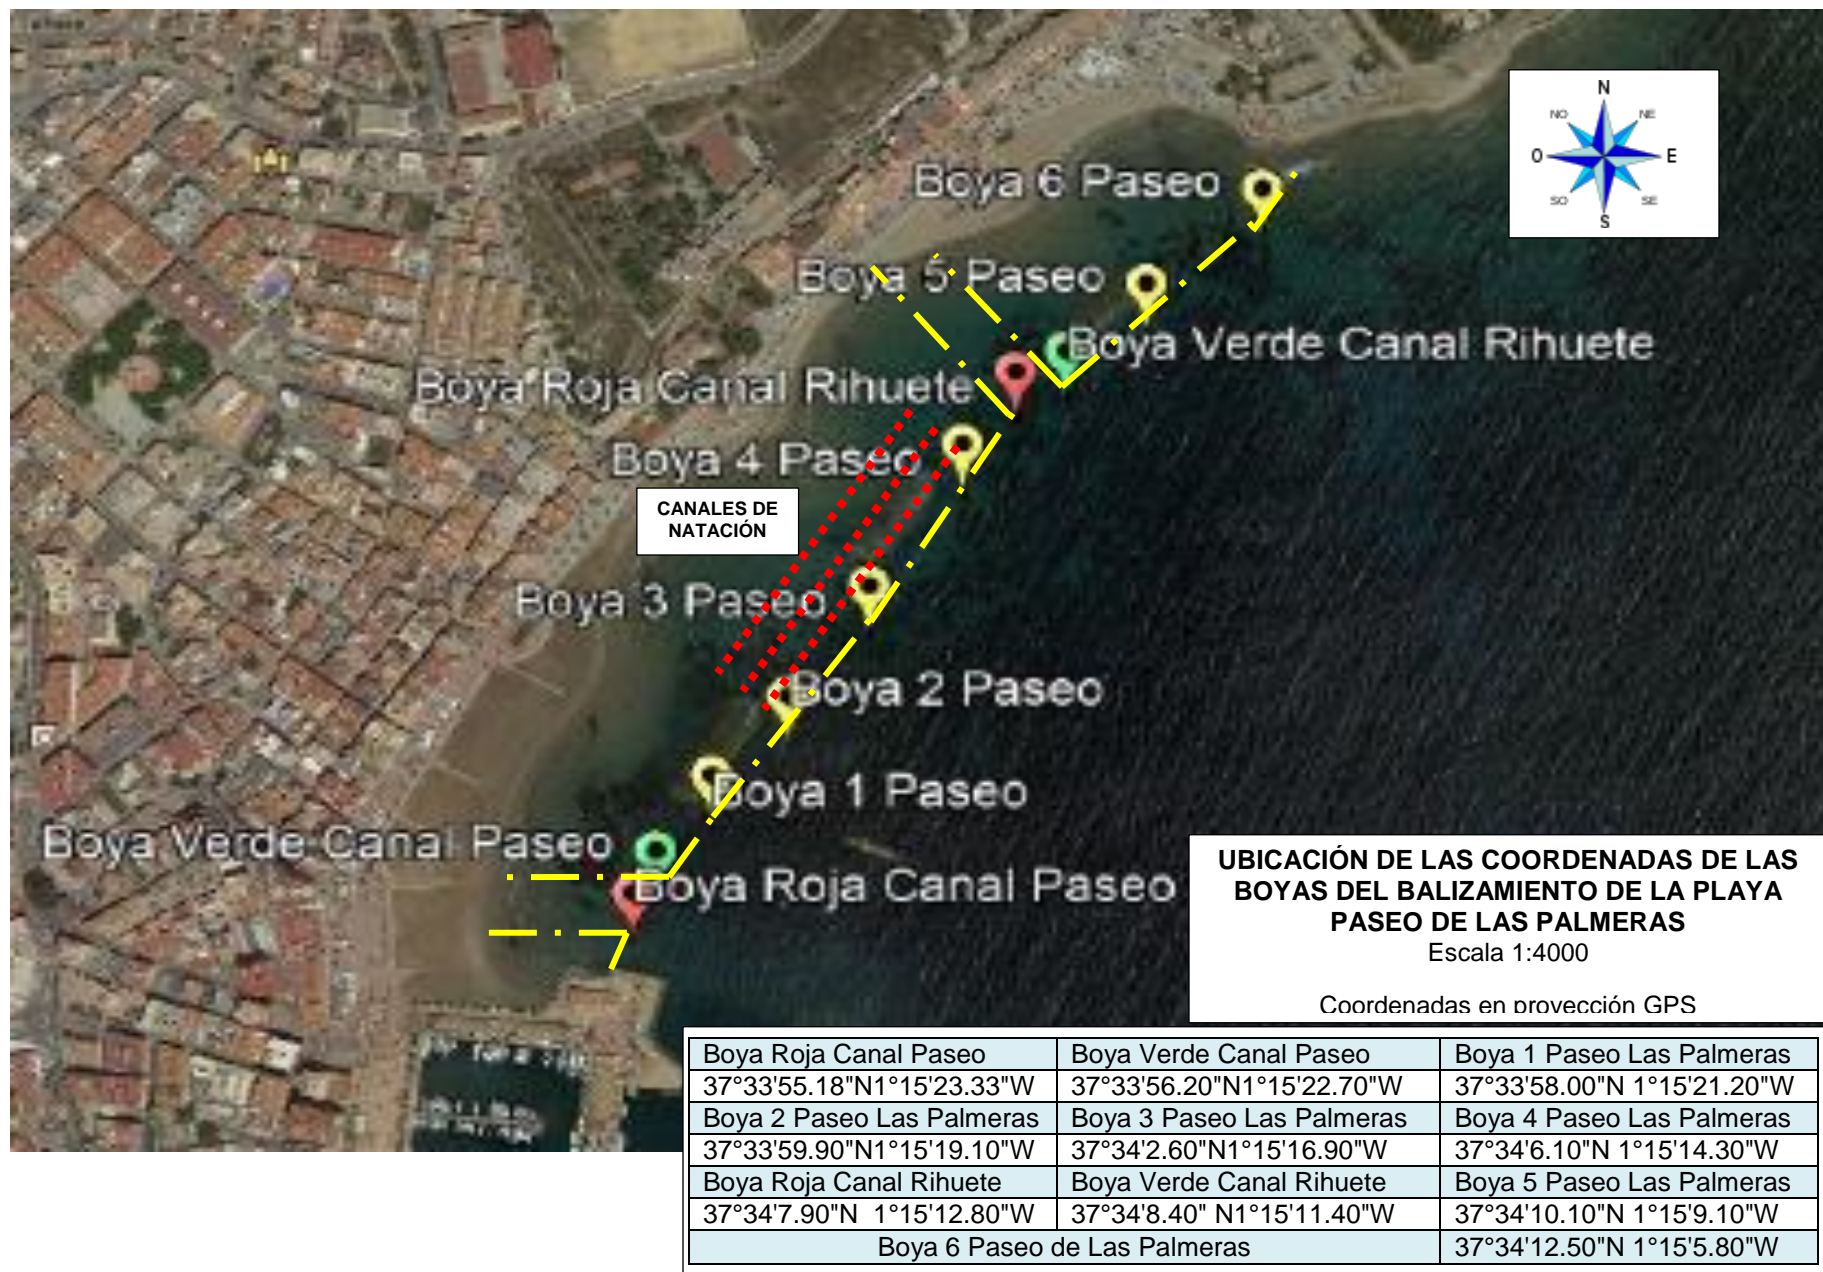 N
NO
NE
O
E
SO
SE
S
Boya 6 Paseo
Boya 5 Paseo
Boya Verde Canal Rihuete
Boya Roja Canal Rihuete
Boya 4 Paseo
CANALES DE
NATACIÓN
Boya 3 Paseo
Boya 2 Paseo
Boya 1 Paseo
Boya Verde Canal Paseo
Boya Roja Canal Paseo
UBICACIÓN DE LAS COORDENADAS DE LAS
BOYAS DEL BALIZAMIENTO DE LA PLAYA
PASEO DE LAS PALMERAS
Escala 1:4000
Coordenadas en proyección GPS
Boya Roja Canal Paseo Boya Verde Canal Paseo Boya 1 Paseo Las Palmeras
37°33'55.18"N1°15'23.33"W 37°33'56.20"N1°15'22.70"W 37°33'58.00"N 1°15'21.20"W
Boya 2 Paseo Las Palmeras Boya 3 Paseo Las Palmeras Boya 4 Paseo Las Palmeras
37°33'59.90"N1°15'19.10"W 37°34'2.60"N1°15'16.90"W 37°34'6.10"N 1°15'14.30"W
Boya Roja Canal Rihuete Boya Verde Canal Rihuete Boya 5 Paseo Las Palmeras
37°34'7.90"N 1°15'12.80"W 37°34'8.40" N1°15'11.40"W 37°34'10.10"N 1°15'9.10"W
Boya 6 Paseo de Las Palmeras 37°34'12.50"N 1°15'5.80"W